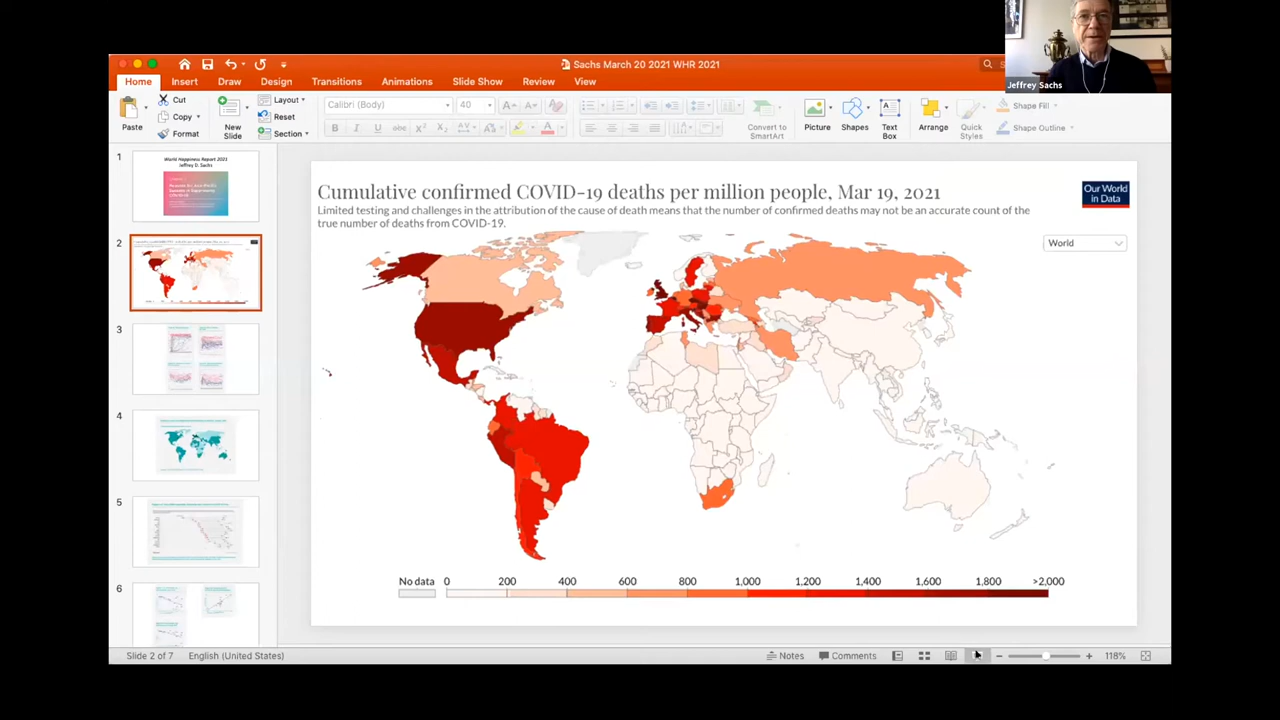 Sachs March 20 2021 WHR 2021
Jeffrey Sachs
Home Insert Draw Design Transitions Animations Slide Show Review View
Paste
Cut
Copy
Format
New Slide
Layout
Reset
Section
Calibri (Body) 40
Convert to SmartArt
Picture
Shapes
Text Box
Arrange
Quick Styles
Shape Fill
Shape Outline
1
World Happiness Report 2021
Jeffrey D. Sachs
2
3
4
5
6
Cumulative confirmed COVID-19 deaths per million people, Mar 19, 2021
Limited testing and challenges in the attribution of the cause of death means that the number of confirmed deaths may not be an accurate count of the
true number of deaths from COVID-19.
Our World
in Data
World
No data 0 200 400 600 800 1,000 1,200 1,400 1,600 1,800 >2,000
Slide 2 of 7 English (United States) Notes Comments 118%